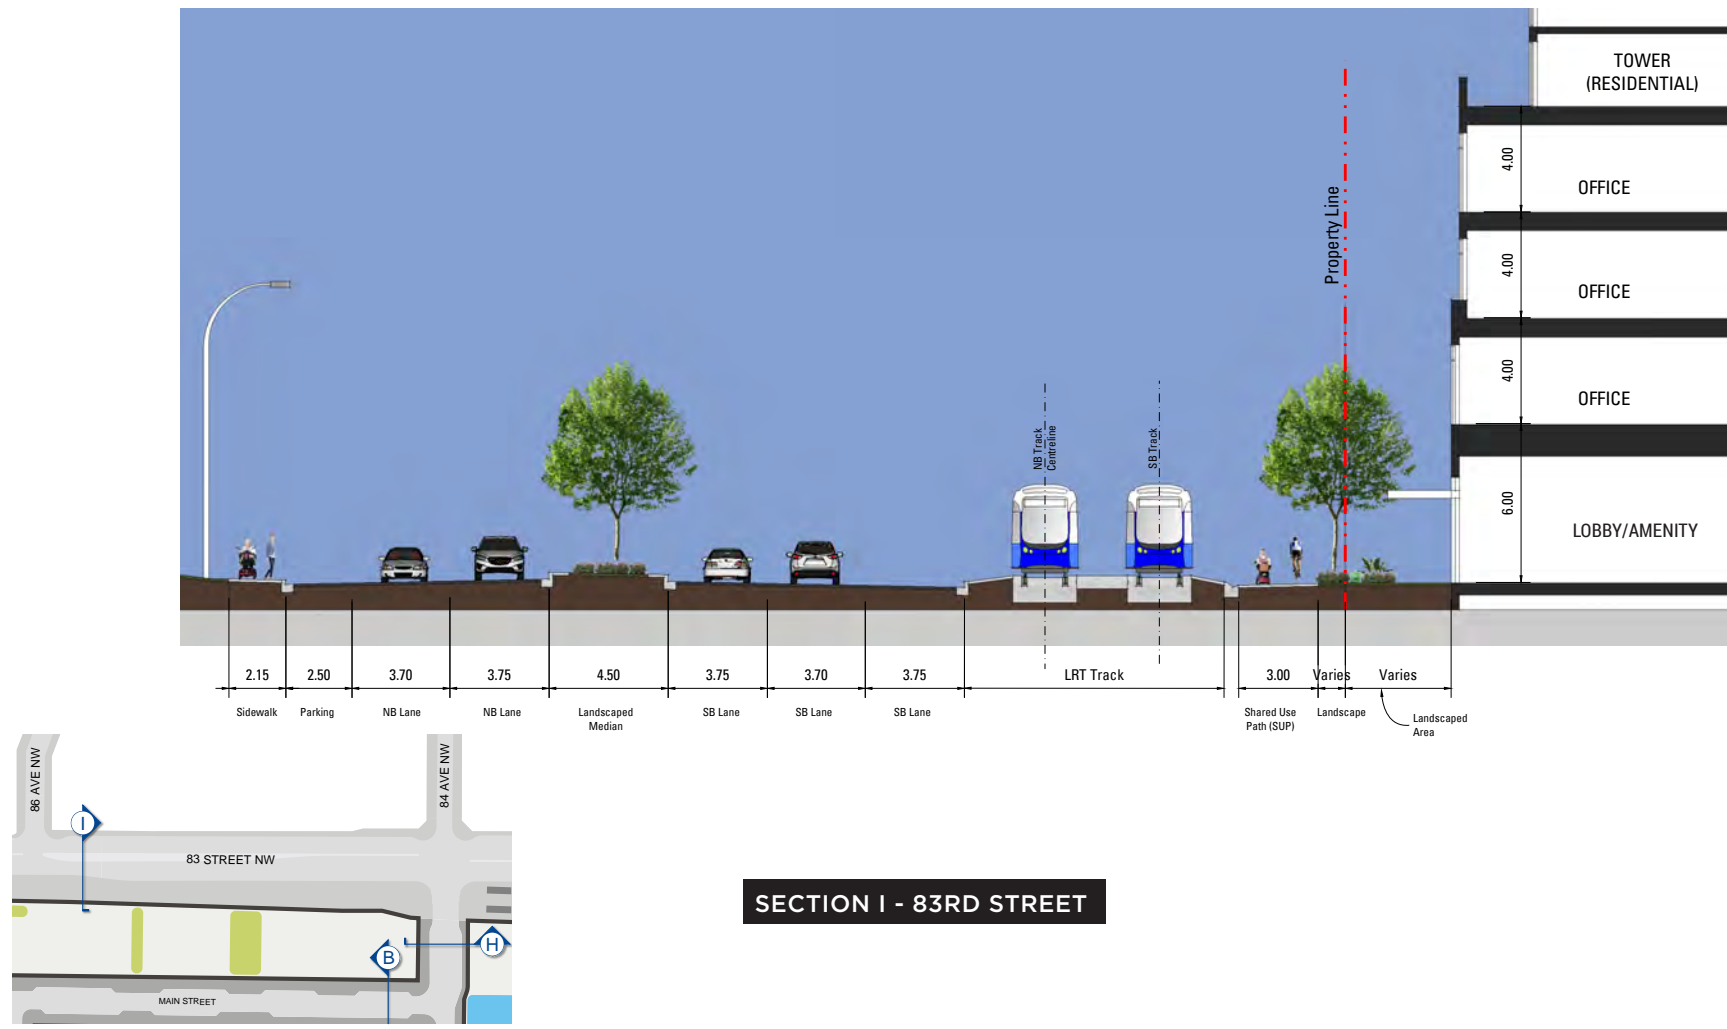 TOWER
(RESIDENTIAL)
4.00
OFFICE
Property Line
4.00
OFFICE
4.00
OFFICE
NB Track
Centreline
SB Track
6.00
LOBBY/AMENITY
2.15
2.50
3.70
3.75
4.50
3.75
3.70
3.75
LRT Track
3.00
Varies
Varies
Sidewalk
Parking
NB Lane
NB Lane
Landscaped
Median
SB Lane
SB Lane
SB Lane
Shared Use
Path (SUP)
Landscape
Landscaped
Area
86 AVE NW
84 AVE NW
I
83 STREET NW
SECTION I - 83RD STREET
H
B
MAIN STREET